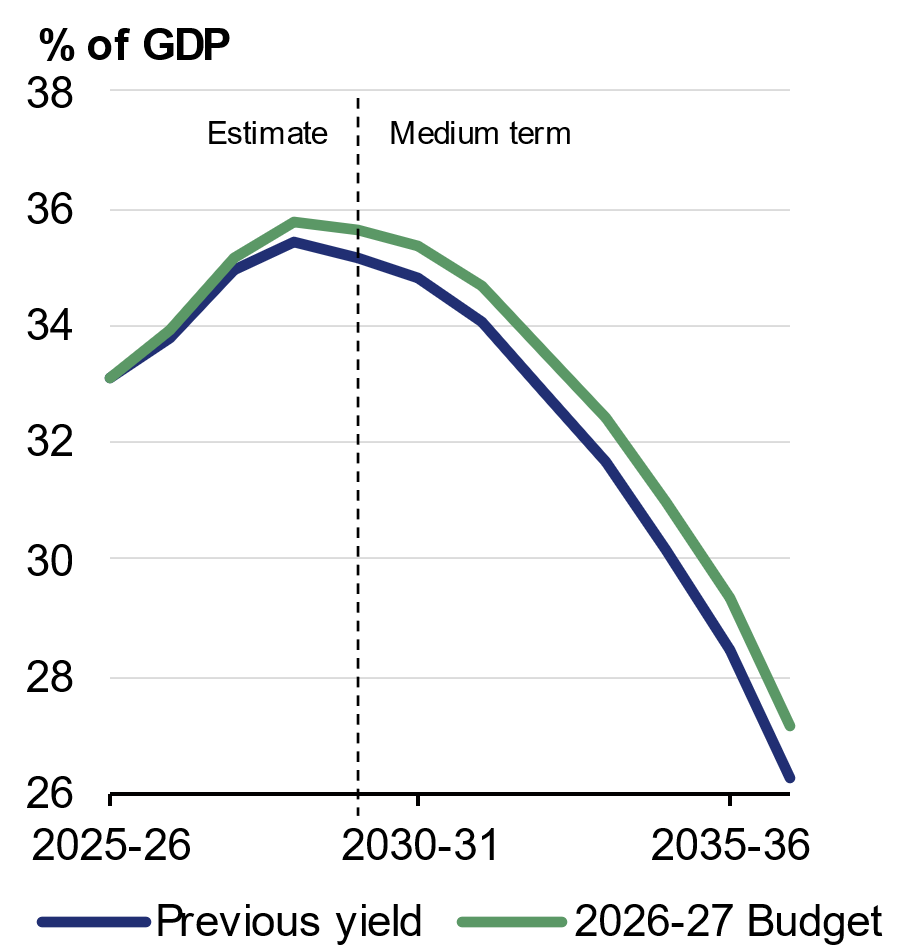 % of GDP
38
Estimate
Medium term
36
34
32
30
28
26
2025-26
2030-31
2035-36
Previous yield
2026-27 Budget